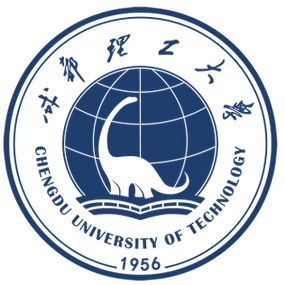 成都理工大学
CHENGDU UNIVERSITY OF TECHNOLOGY
1956